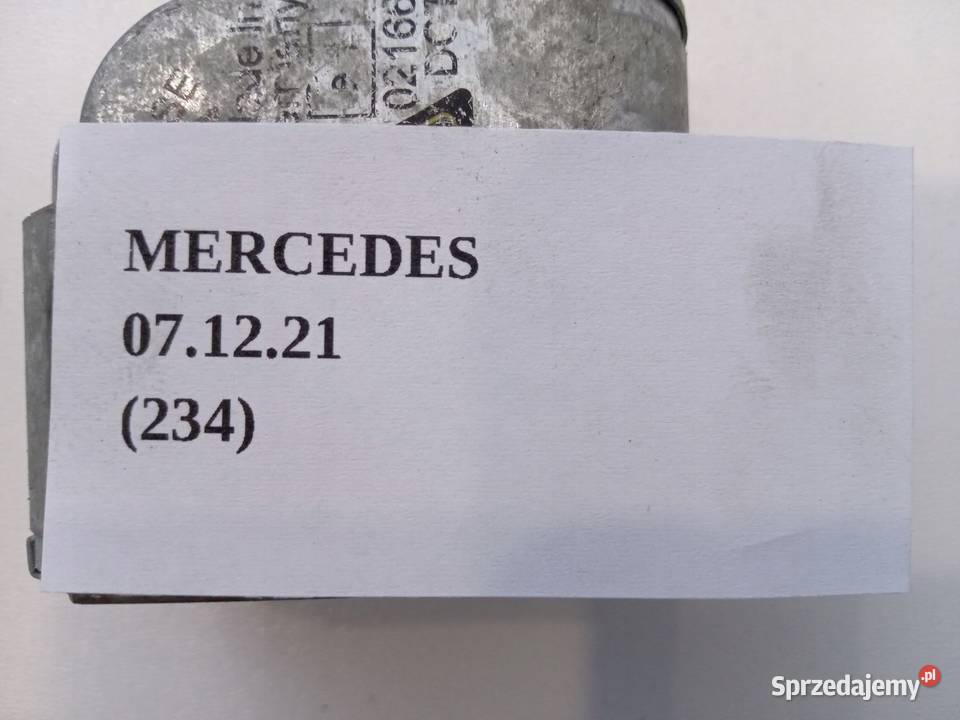 MERCEDES
07.12.21
(234)
Sprzedajemy.pl